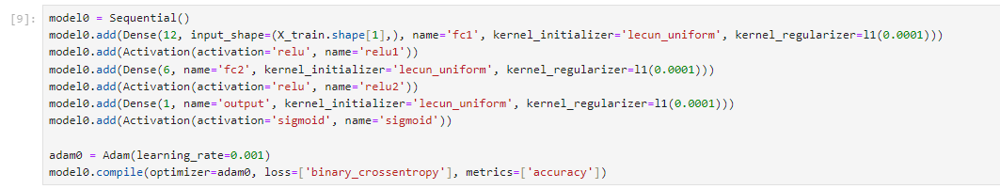 [9]: model0 = Sequential()
model0.add(Dense(12, input_shape=(X_train.shape[1],), name='fc1', kernel_initializer='lecun_uniform', kernel_regularizer=l1(0.0001)))
model0.add(Activation(activation='relu', name='relu1'))
model0.add(Dense(6, name='fc2', kernel_initializer='lecun_uniform', kernel_regularizer=l1(0.0001)))
model0.add(Activation(activation='relu', name='relu2'))
model0.add(Dense(1, name='output', kernel_initializer='lecun_uniform', kernel_regularizer=l1(0.0001)))
model0.add(Activation(activation='sigmoid', name='sigmoid'))

adam0 = Adam(learning_rate=0.001)
model0.compile(optimizer=adam0, loss=['binary_crossentropy'], metrics=['accuracy'])